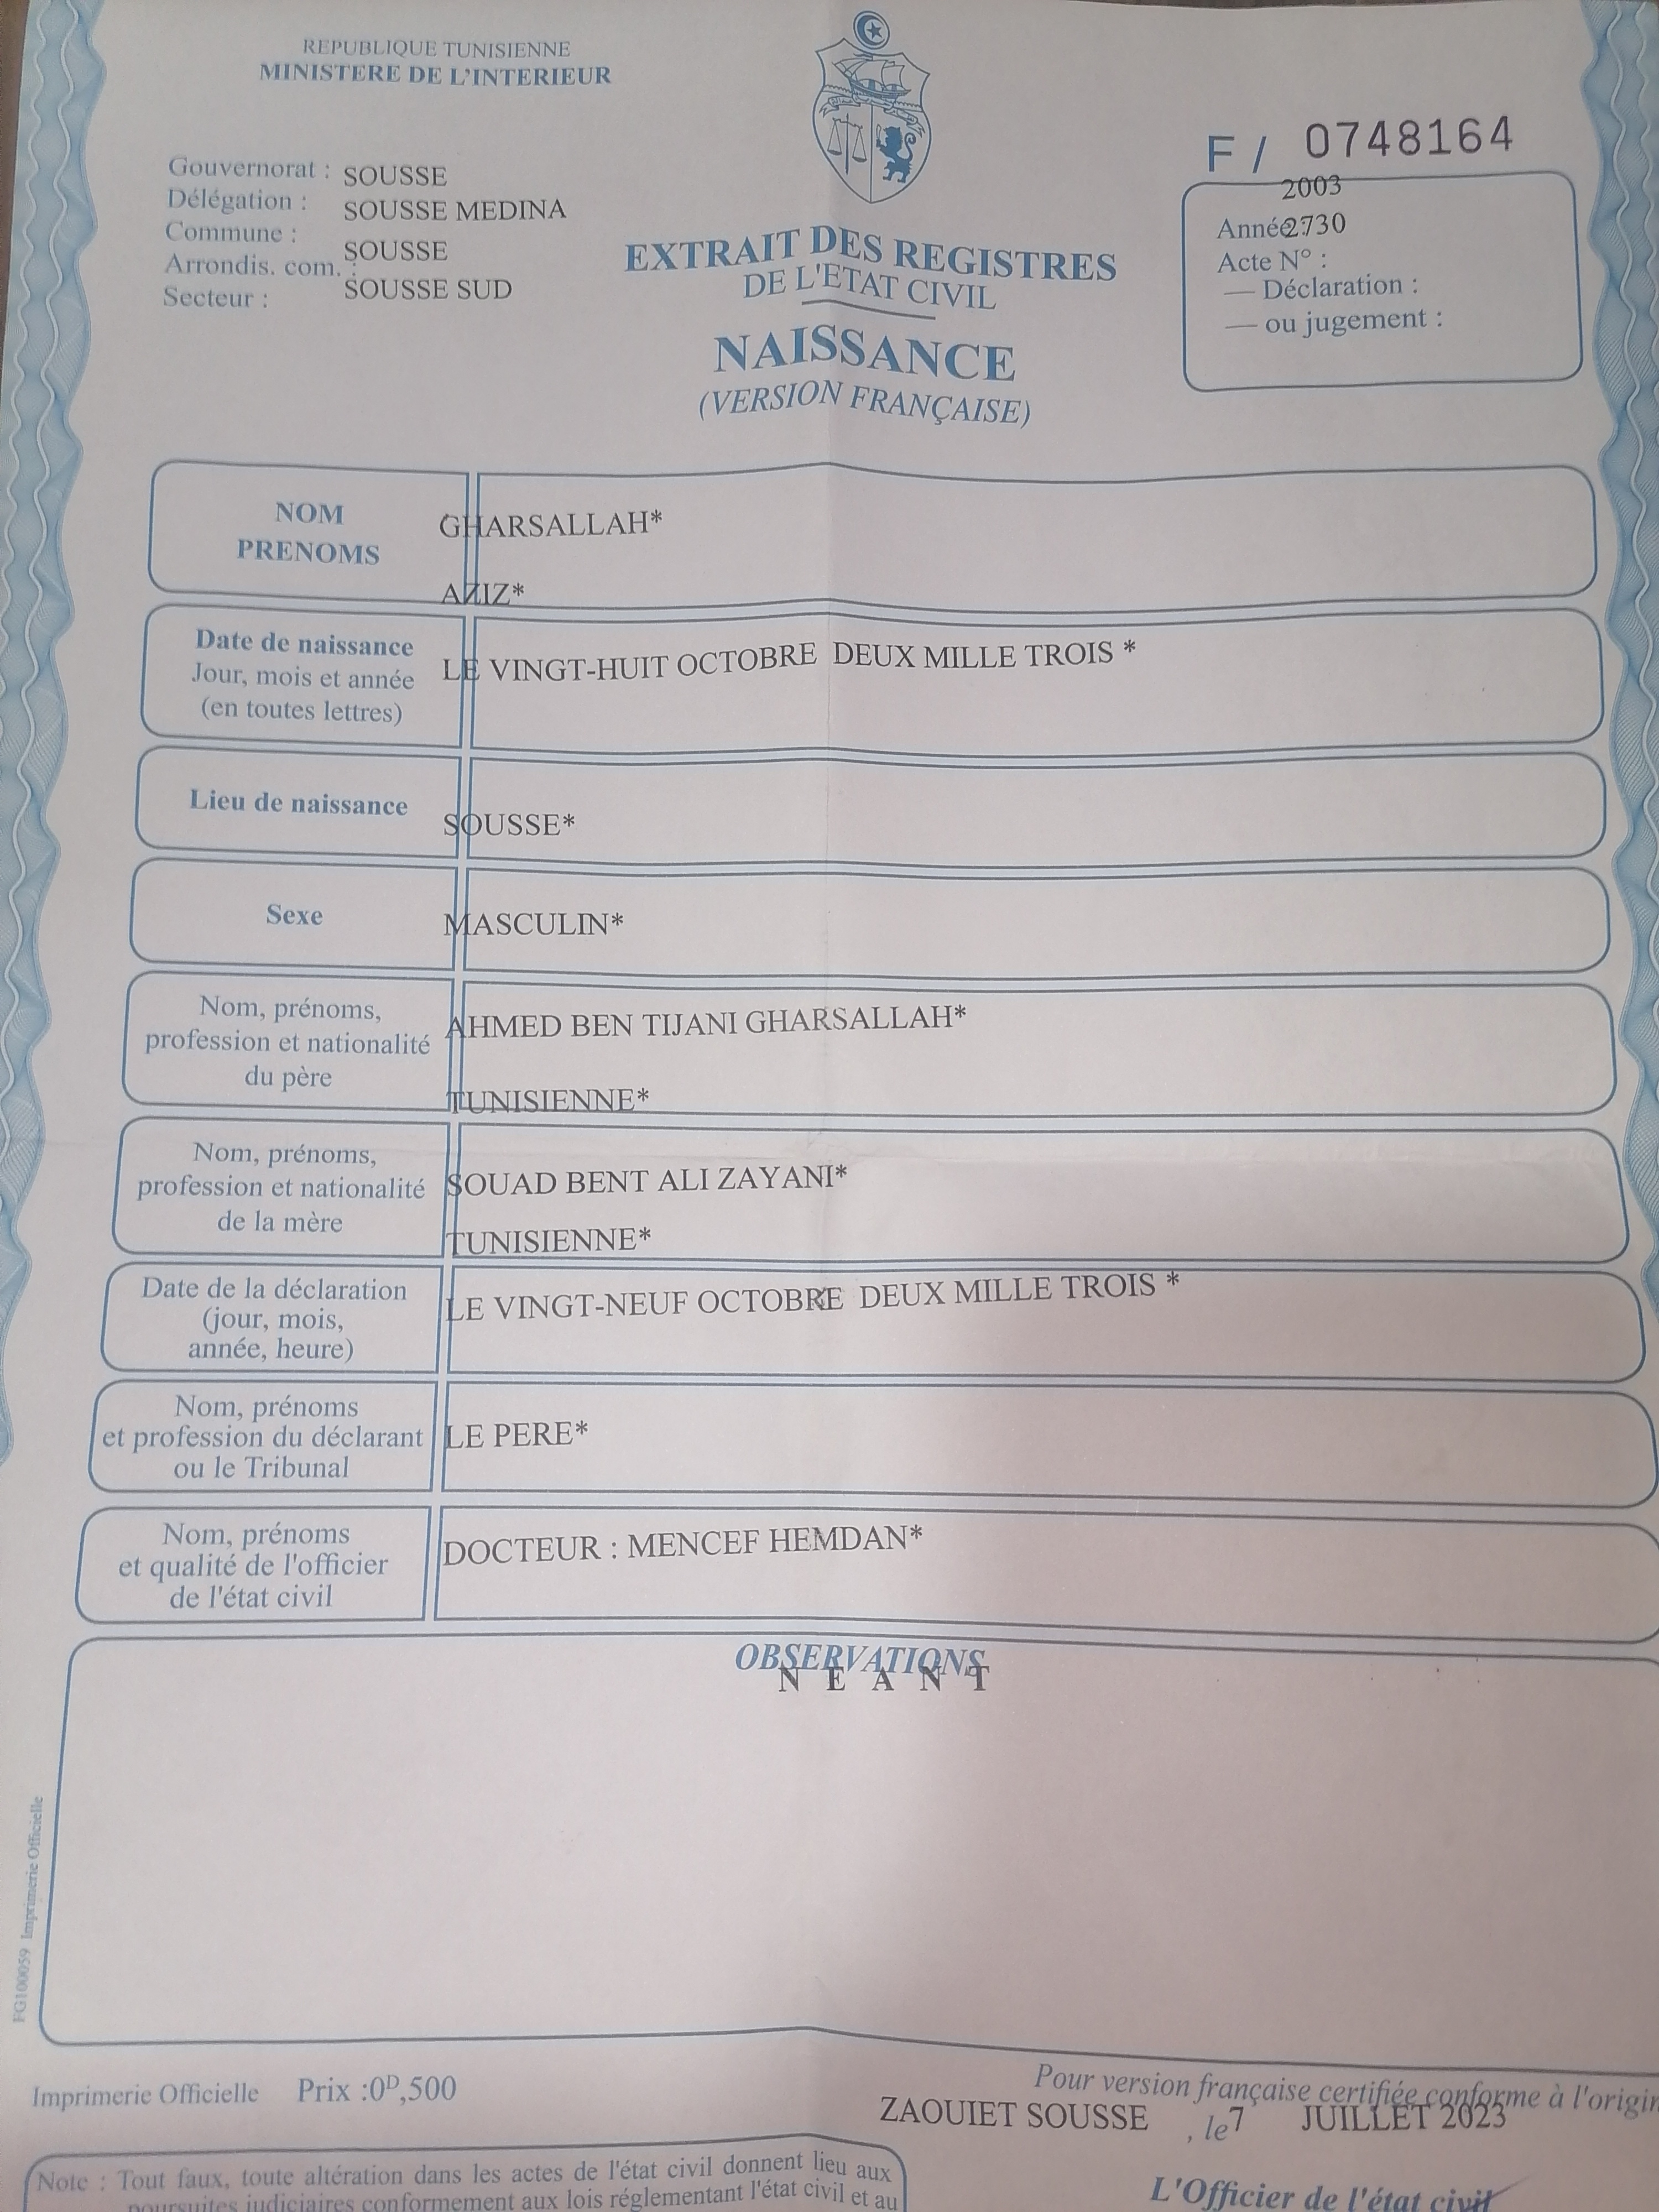 REPUBLIQUE TUNISIENNE
MINISTERE DE L'INTERIEUR
F / 0748164
Gouvernorat : SOUSSE
Délégation : SOUSSE MEDINA
Commune : SOUSSE
Arrondis. com. :
Secteur : SOUSSE SUD
2003
Année : 2730
Acte N° :
— Déclaration :
— ou jugement :
EXTRAIT DES REGISTRES
DE L'ETAT CIVIL
NAISSANCE
(VERSION FRANÇAISE)
NOM
PRENOMS
GHARSALLAH*
AZIZ*
Date de naissance
Jour, mois et année
(en toutes lettres)
LE VINGT-HUIT OCTOBRE DEUX MILLE TROIS *
Lieu de naissance
SOUSSE*
Sexe
MASCULIN*
Nom, prénoms,
profession et nationalité
du père
AHMED BEN TIJANI GHARSALLAH*
TUNISIENNE*
Nom, prénoms,
profession et nationalité
de la mère
SOUAD BENT ALI ZAYANI*
TUNISIENNE*
Date de la déclaration
(jour, mois,
année, heure)
LE VINGT-NEUF OCTOBRE DEUX MILLE TROIS *
Nom, prénoms
et profession du déclarant
ou le Tribunal
LE PERE*
Nom, prénoms
et qualité de l'officier
de l'état civil
DOCTEUR : MENCEF HEMDAN*
OBSERVATIONS
N E A N T
FG100059 Imprimerie Officielle
Imprimerie Officielle Prix :0D,500
Pour version française certifiée conforme à l'origin
ZAOUIET SOUSSE , le 7 JUILLET 2023
Note : Tout faux, toute altération dans les actes de l'état civil donnent lieu aux
poursuites judiciaires conformement aux lois réglementant l'état civil et au
L'Officier de l'état civil